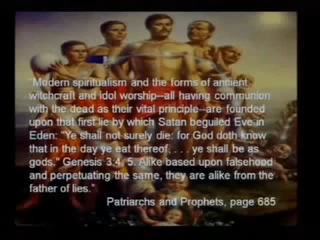 "Modern spiritualism and the forms of ancient
witchcraft and idol worship--all having communion
with the dead as their vital principle--are founded
upon that first lie by which Satan beguiled Eve in
Eden: "Ye shall not surely die: for God doth know
that in the day ye eat thereof, . . . ye shall be as
gods." Genesis 3:4, 5. Alike based upon falsehood
and perpetuating the same, they are alike from the
father of lies."
Patriarchs and Prophets, page 685